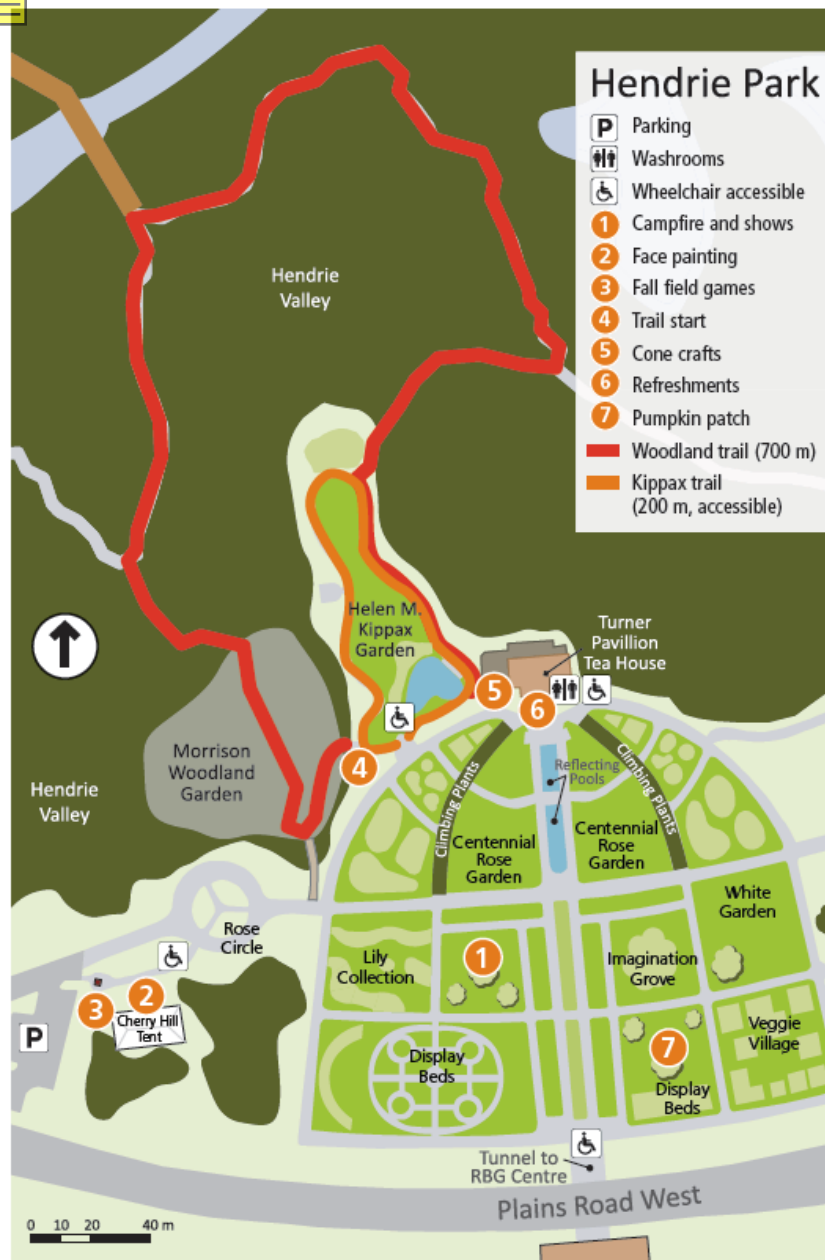 Hendrie Park
P Parking
Washrooms
Wheelchair accessible
1 Campfire and shows
2 Face painting
3 Fall field games
4 Trail start
5 Cone crafts
6 Refreshments
7 Pumpkin patch
Woodland trail (700 m)
Kippax trail
(200 m, accessible)
Hendrie
Valley
Helen M.
Kippax
Garden
Turner
Pavillion
Tea House
5
6
4
Morrison
Woodland
Garden
Hendrie
Valley
Climbing Plants
Reflecting
Pools
Climbing Plants
Centennial
Rose
Garden
Centennial
Rose
Garden
White
Garden
Rose
Circle
Lily
Collection
1
Imagination
Grove
3
2
Cherry Hill
Tent
P
Display
Beds
7
Display
Beds
Veggie
Village
Tunnel to
RBG Centre
Plains Road West
0 10 20 40 m